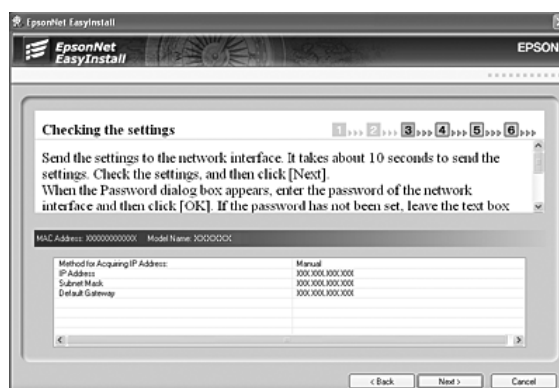 EpsonNet EasyInstall
EpsonNet
EasyInstall
EPSON
Checking the settings
1 2 3 4 5 6
Send the settings to the network interface. It takes about 10 seconds to send the
settings. Check the settings, and then click [Next].
When the Password dialog box appears, enter the password of the network
interface and then click [OK]. If the password has not been set, leave the text box
MAC Address: XXXXXXXXXXXX Model Name: XXXXXXX
Method for Acquiring IP Address: Manual
IP Address XXX.XXX.XXX.XXX
Subnet Mask XXX.XXX.XXX.XXX
Default Gateway XXX.XXX.XXX.XXX
< Back Next > Cancel